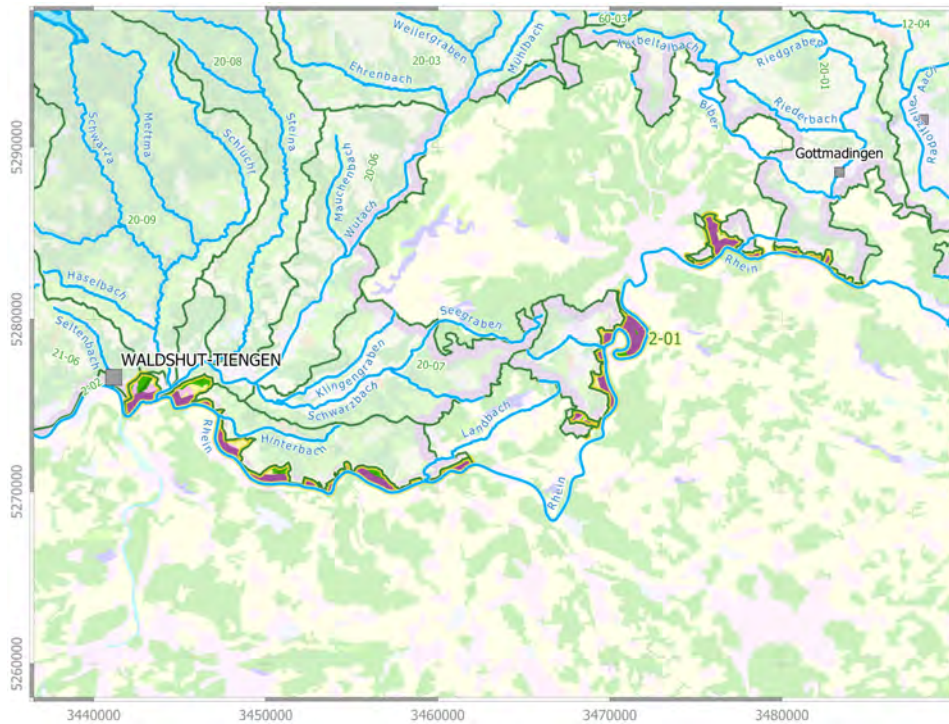 60-03
12-04
Weilergraben
20-03
Mühlbach
Körbeltalbach
Riedgraben
20-01
20-08
Ehrenbach
Biber
Riederbach
Radolfzeller Aach
5290000
Schwarza
Mettma
Schlücht
Steina
Mauchenbach
20-06
Gottmadingen
Wutach
20-09
Rhein
Haselbach
5280000
Seltenbach
Seegraben
2-01
21-06
WALDSHUT-TIENGEN
Klingengraben
20-07
2-07
Schwarzbach
Landbach
Rhein
Hinterbach
5270000
Rhein
5260000
3440000 3450000 3460000 3470000 3480000